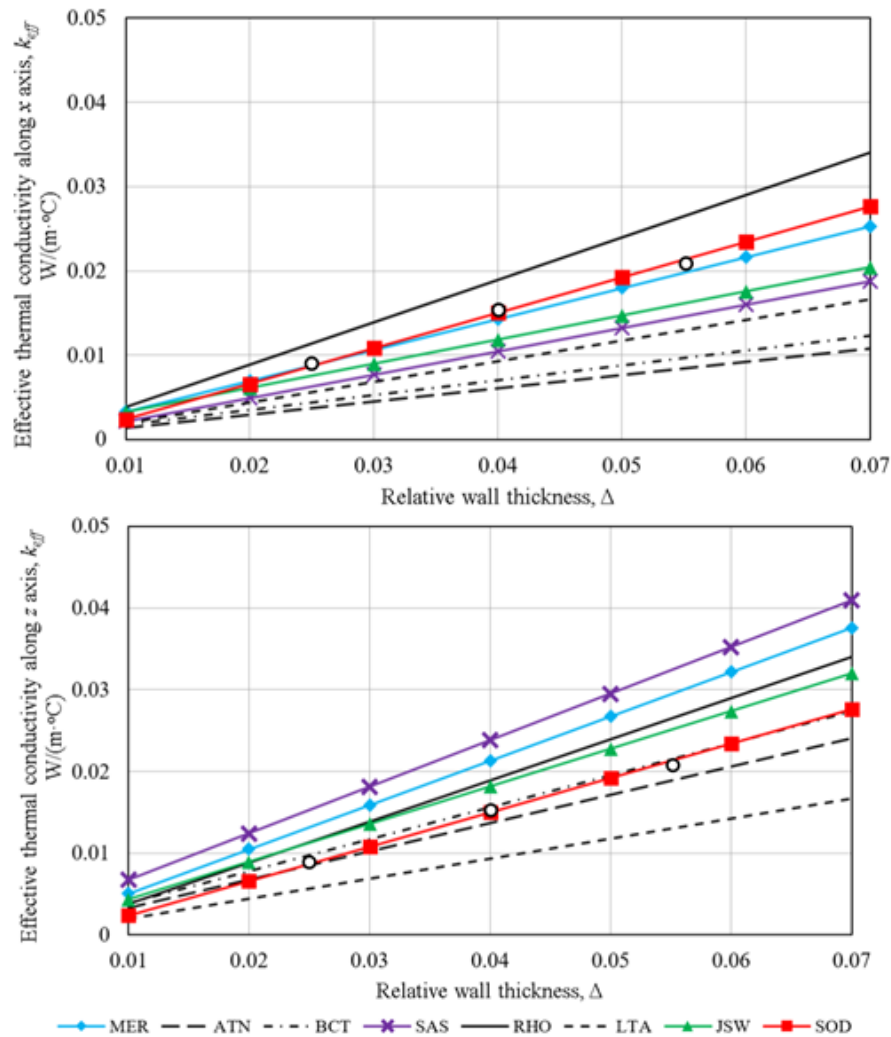 Effective thermal conductivity along x axis, k_eff
W/(m·°C)
0.05
0.04
0.03
0.02
0.01
0
0.01 0.02 0.03 0.04 0.05 0.06 0.07
Relative wall thickness, Δ
Effective thermal conductivity along z axis, k_eff
W/(m·°C)
0.05
0.04
0.03
0.02
0.01
0
0.01 0.02 0.03 0.04 0.05 0.06 0.07
Relative wall thickness, Δ
MER ATN BCT SAS RHO LTA JSW SOD